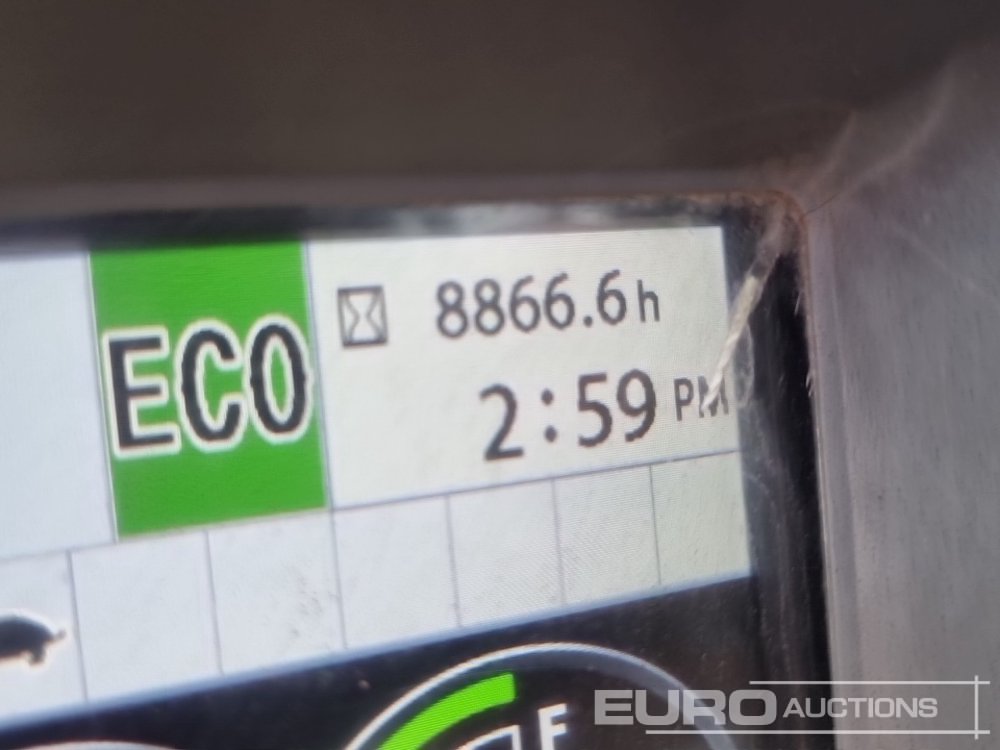 ECO
8866.6h
2:59 PM
F
EURO AUCTIONS